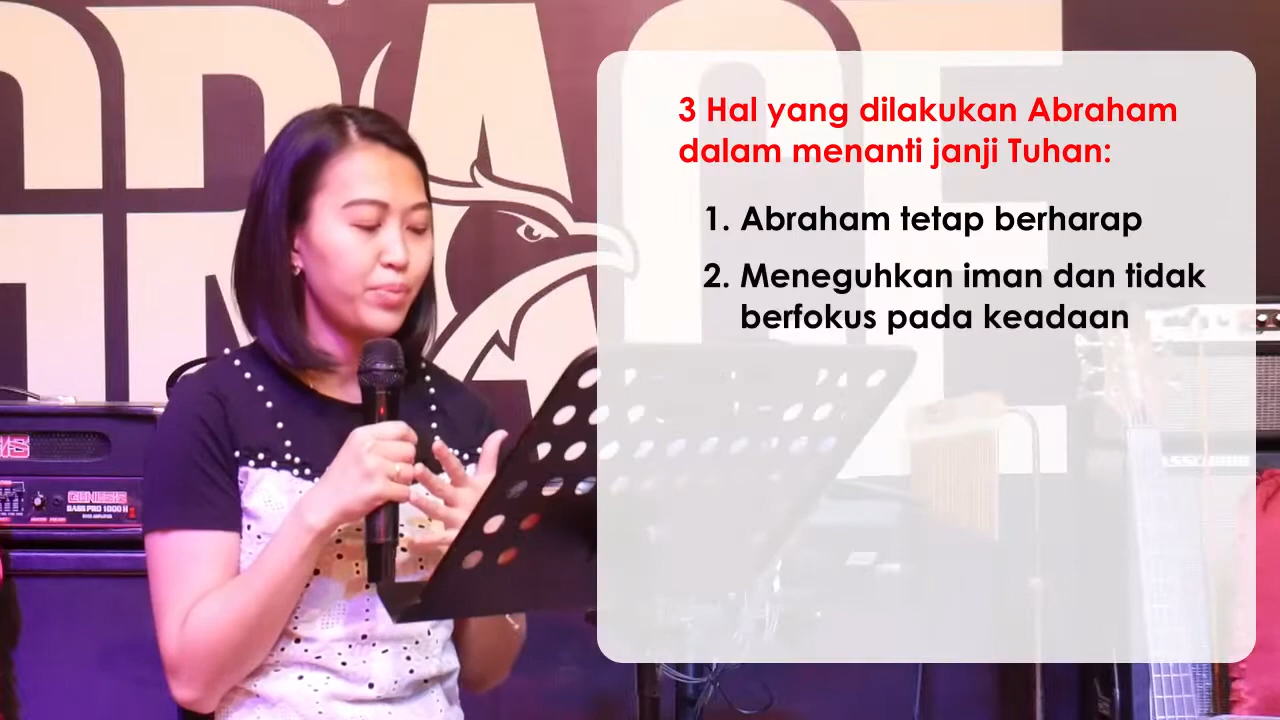 GRACE
3 Hal yang dilakukan Abraham
dalam menanti janji Tuhan:
1. Abraham tetap berharap
2. Meneguhkan iman dan tidak
berfokus pada keadaan
GENESIS
BASS PRO 1000 H